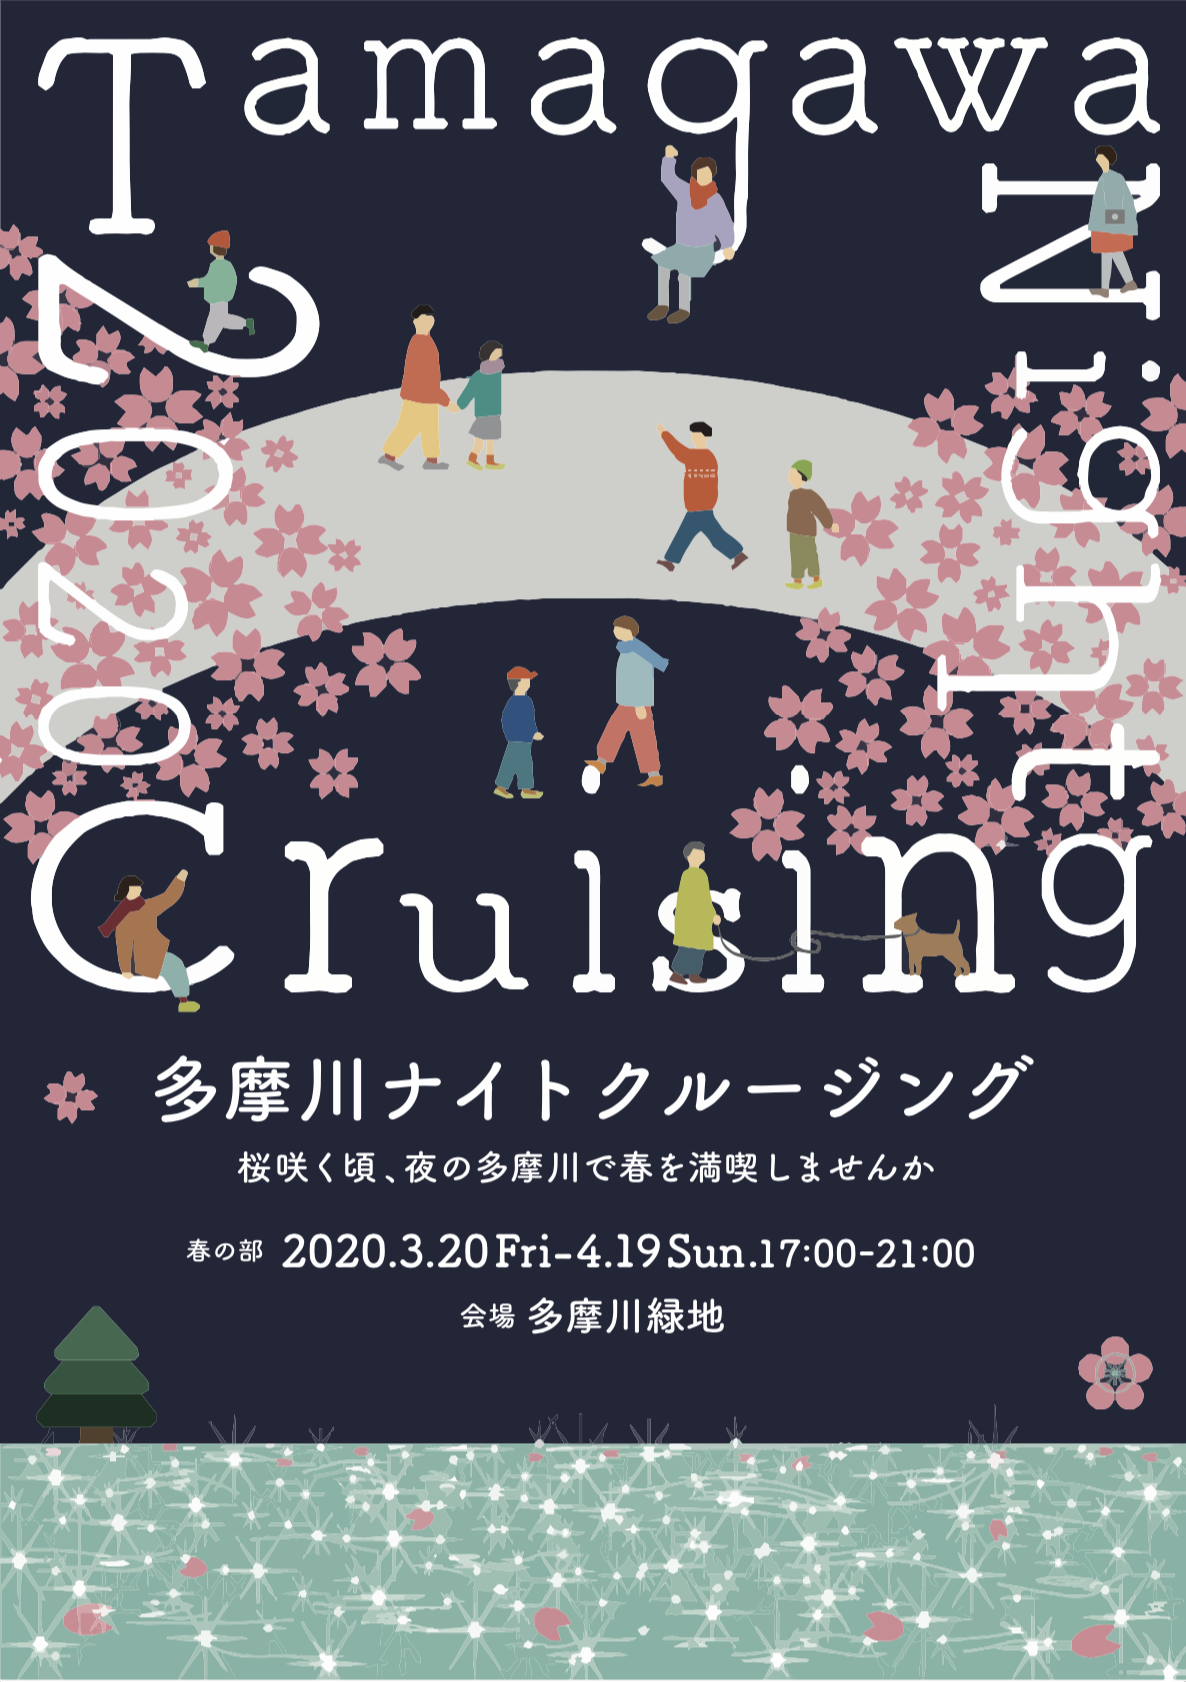 Tamagawa
Night
2020
Cruising
多摩川ナイトクルージング
桜咲く頃、夜の多摩川で春を満喫しませんか
春の部 2020.3.20 Fri-4.19 Sun.17:00-21:00
会場 多摩川緑地